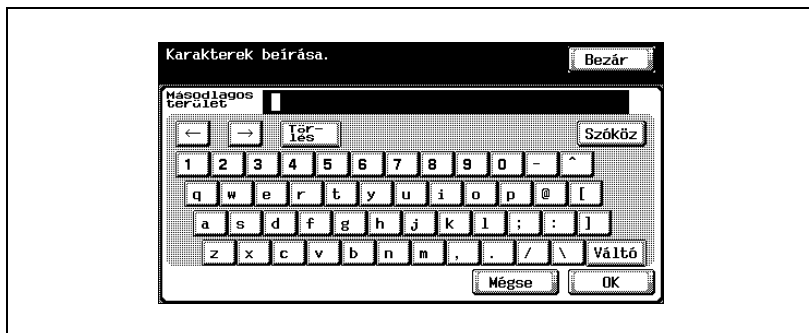 Karakterek beírása.
Bezár
Másodlagos
terület
← → Tör-
lés
Szóköz
1 2 3 4 5 6 7 8 9 0 - ^
q w e r t y u i o p @ [
a s d f g h j k l ; : ]
z x c v b n m , . / \ Váltó
Mégse OK